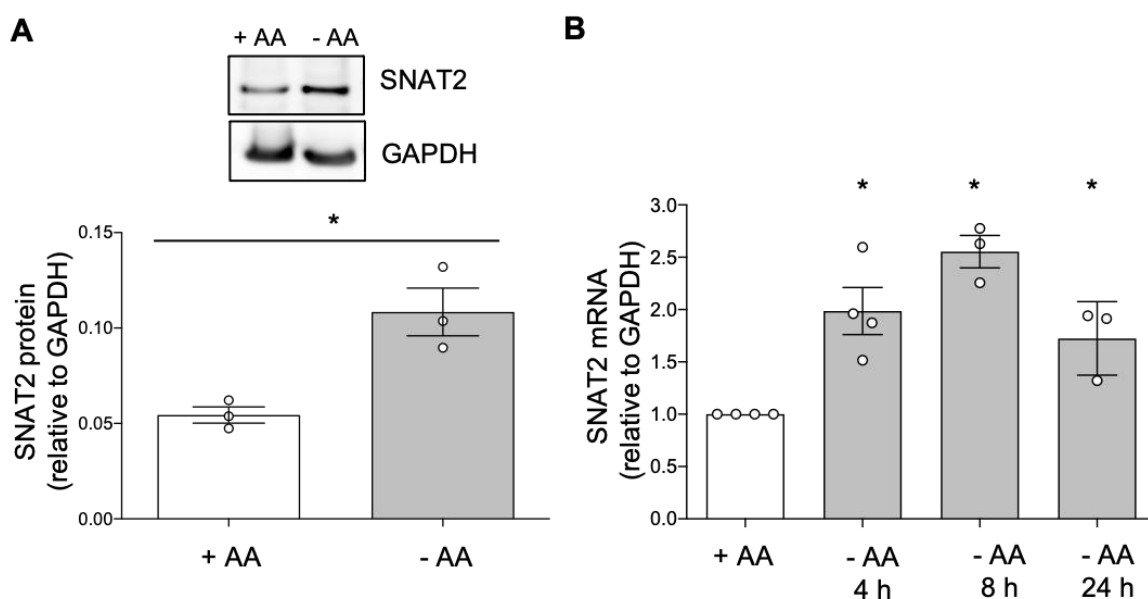 A
+ AA - AA
SNAT2
GAPDH
*
SNAT2 protein
(relative to GAPDH)
0.15
0.10
0.05
0.00
+ AA - AA
B
* * *
SNAT2 mRNA
(relative to GAPDH)
3.0
2.5
2.0
1.5
1.0
0.5
0.0
+ AA - AA - AA - AA
4 h 8 h 24 h